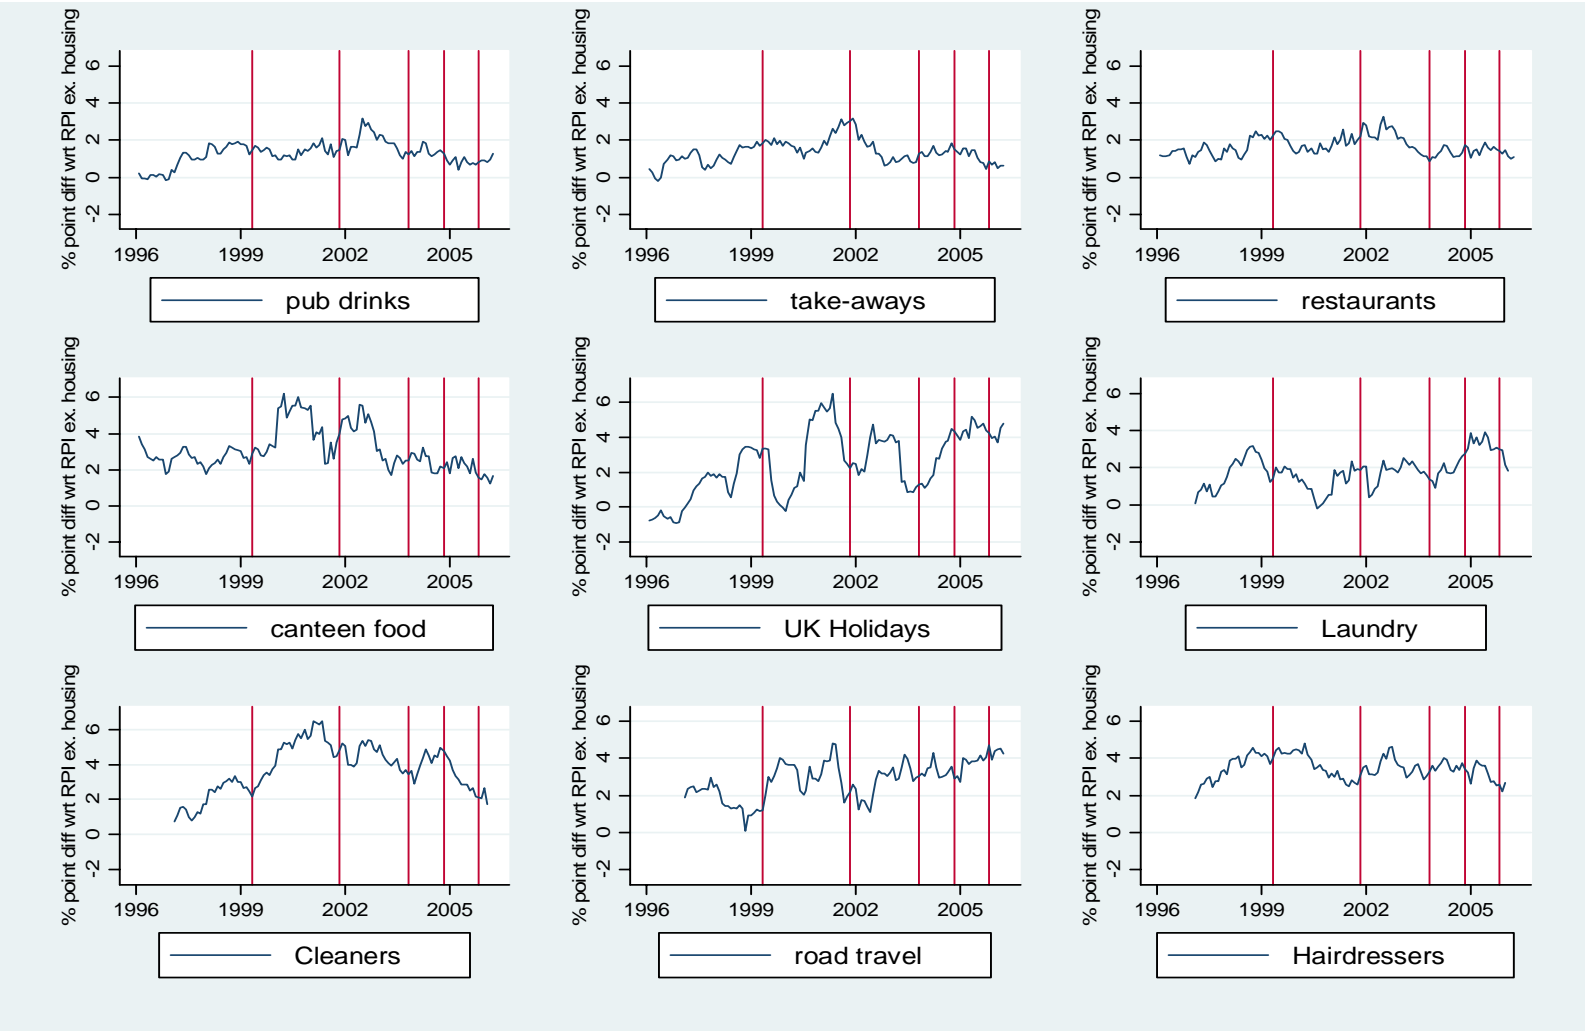 % point diff wrt RPI ex. housing
6
4
2
0
-2
1996 1999 2002 2005
pub drinks
% point diff wrt RPI ex. housing
6
4
2
0
-2
1996 1999 2002 2005
take-aways
% point diff wrt RPI ex. housing
6
4
2
0
-2
1996 1999 2002 2005
restaurants
% point diff wrt RPI ex. housing
6
4
2
0
-2
1996 1999 2002 2005
canteen food
% point diff wrt RPI ex. housing
6
4
2
0
-2
1996 1999 2002 2005
UK Holidays
% point diff wrt RPI ex. housing
6
4
2
0
-2
1996 1999 2002 2005
Laundry
% point diff wrt RPI ex. housing
6
4
2
0
-2
1996 1999 2002 2005
Cleaners
% point diff wrt RPI ex. housing
6
4
2
0
-2
1996 1999 2002 2005
road travel
% point diff wrt RPI ex. housing
6
4
2
0
-2
1996 1999 2002 2005
Hairdressers